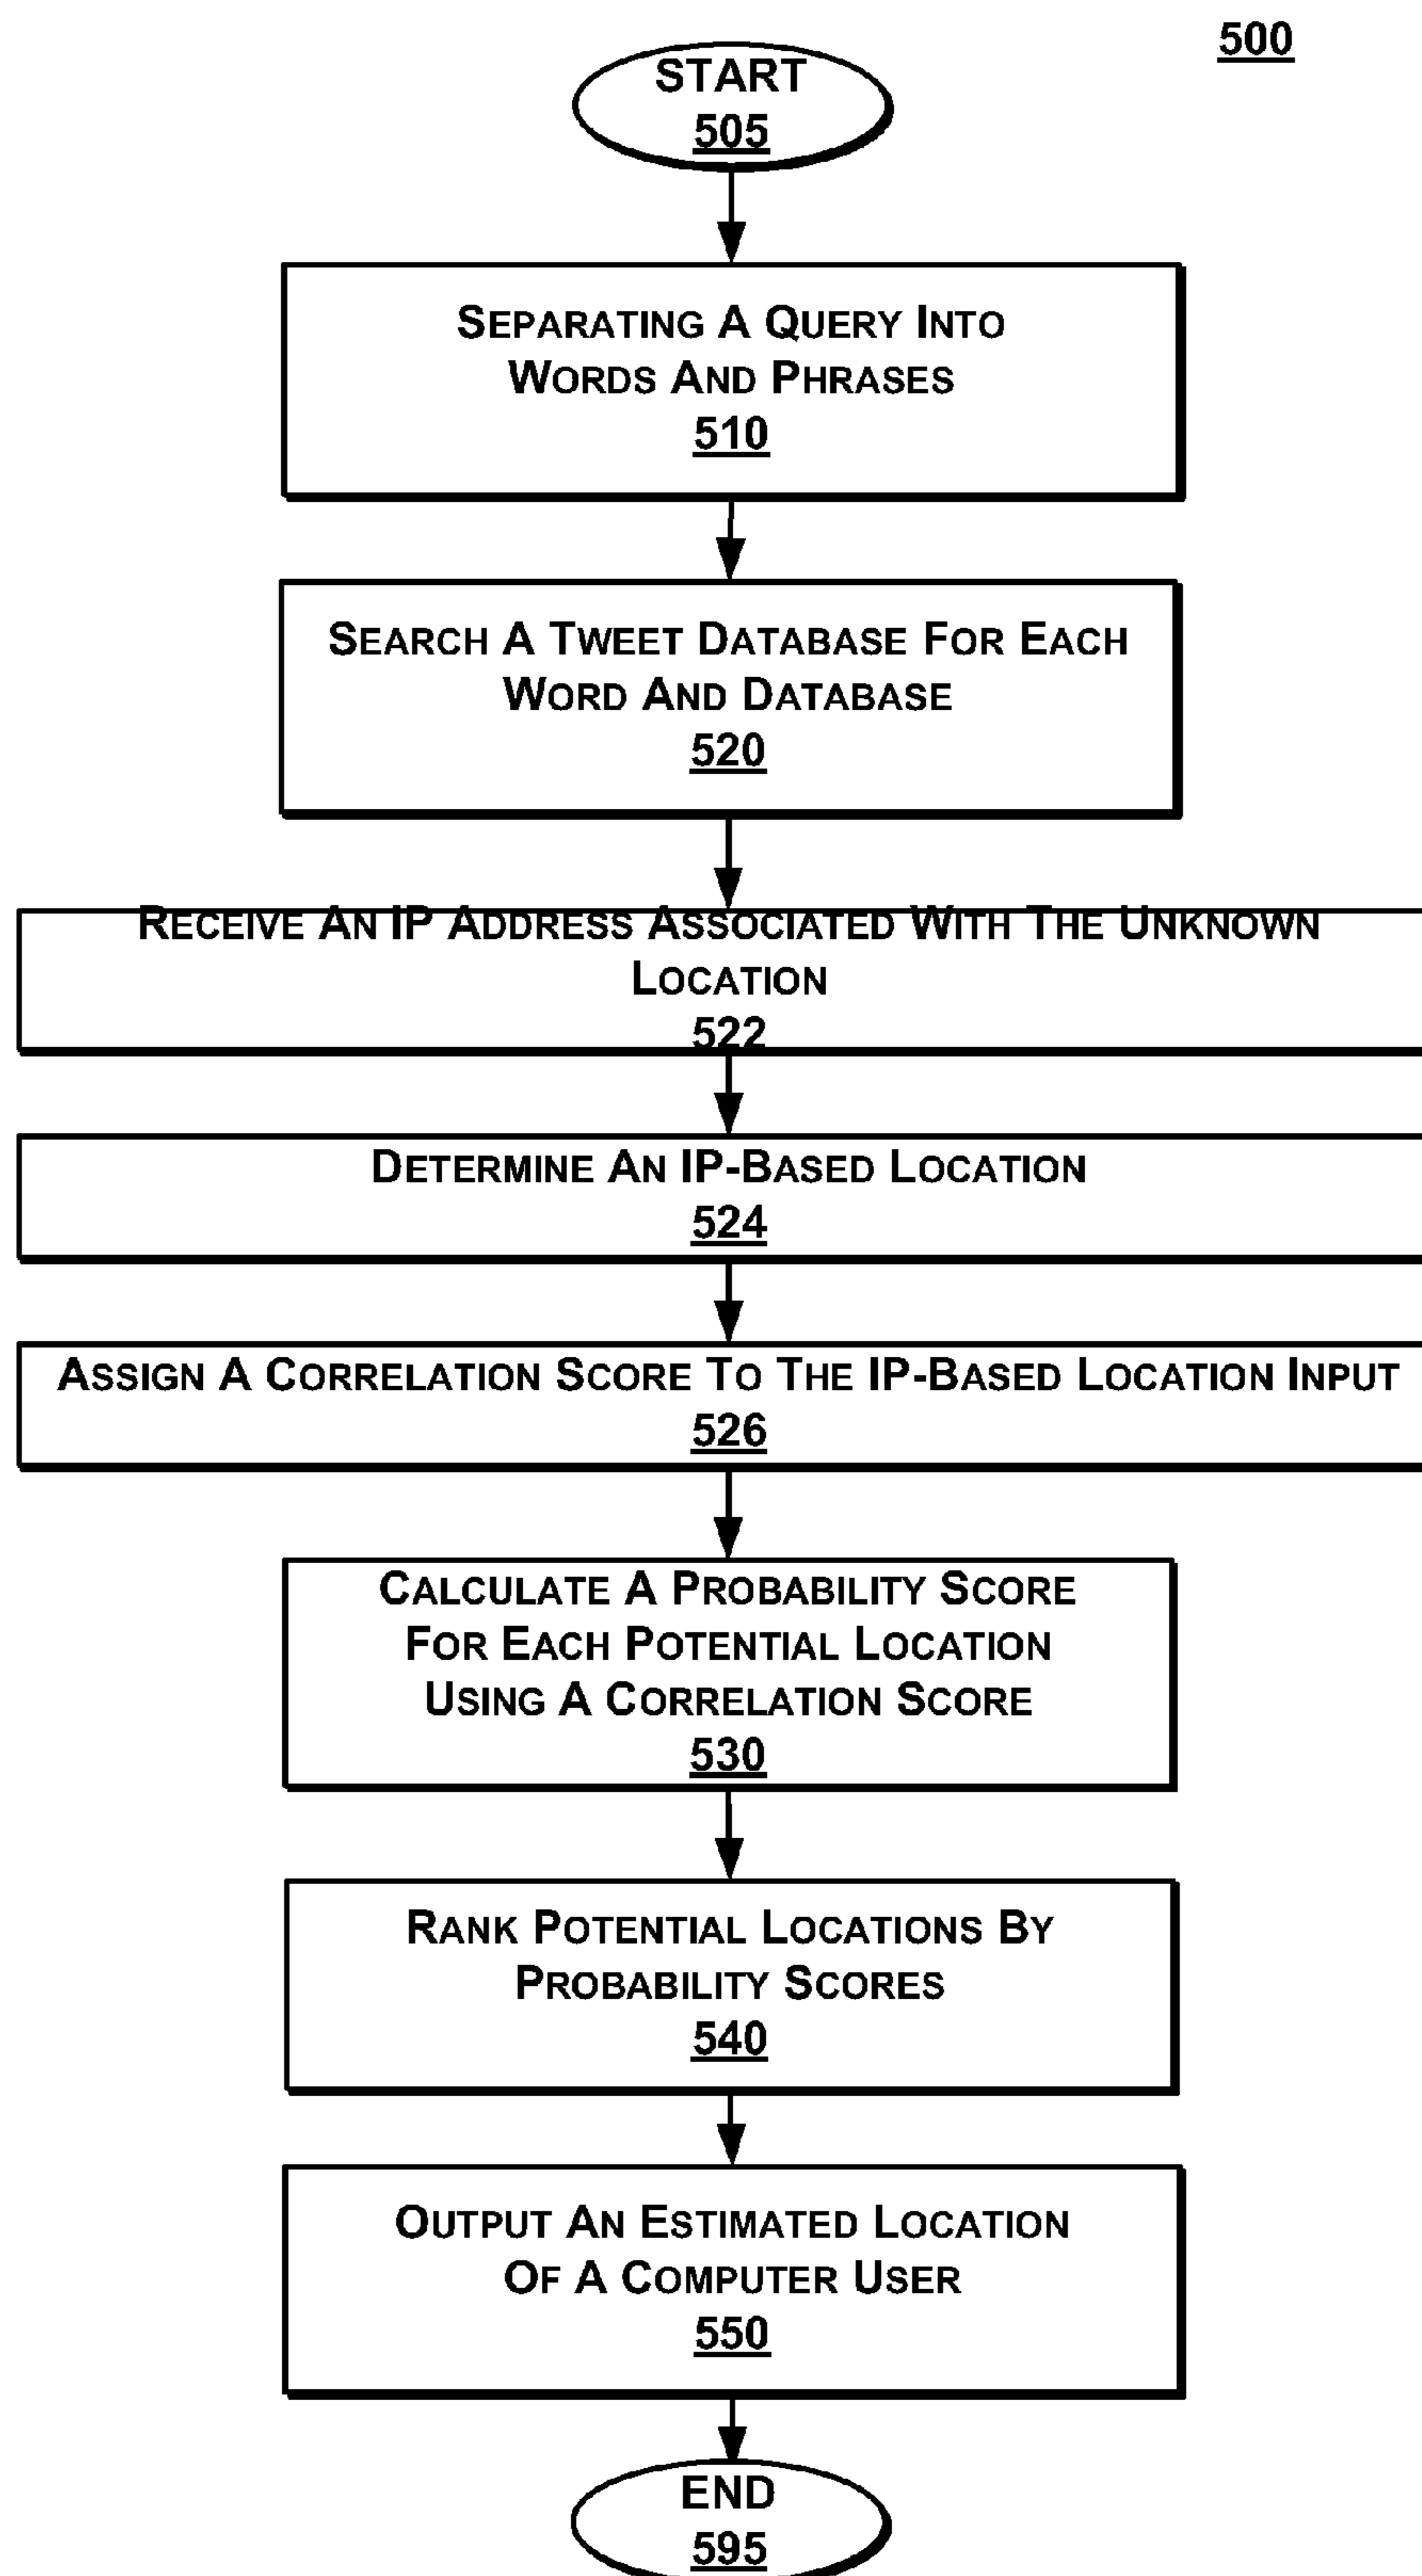 500
START
505
SEPARATING A QUERY INTO
WORDS AND PHRASES
510
SEARCH A TWEET DATABASE FOR EACH
WORD AND DATABASE
520
RECEIVE AN IP ADDRESS ASSOCIATED WITH THE UNKNOWN
LOCATION
522
DETERMINE AN IP-BASED LOCATION
524
ASSIGN A CORRELATION SCORE TO THE IP-BASED LOCATION INPUT
526
CALCULATE A PROBABILITY SCORE
FOR EACH POTENTIAL LOCATION
USING A CORRELATION SCORE
530
RANK POTENTIAL LOCATIONS BY
PROBABILITY SCORES
540
OUTPUT AN ESTIMATED LOCATION
OF A COMPUTER USER
550
END
595